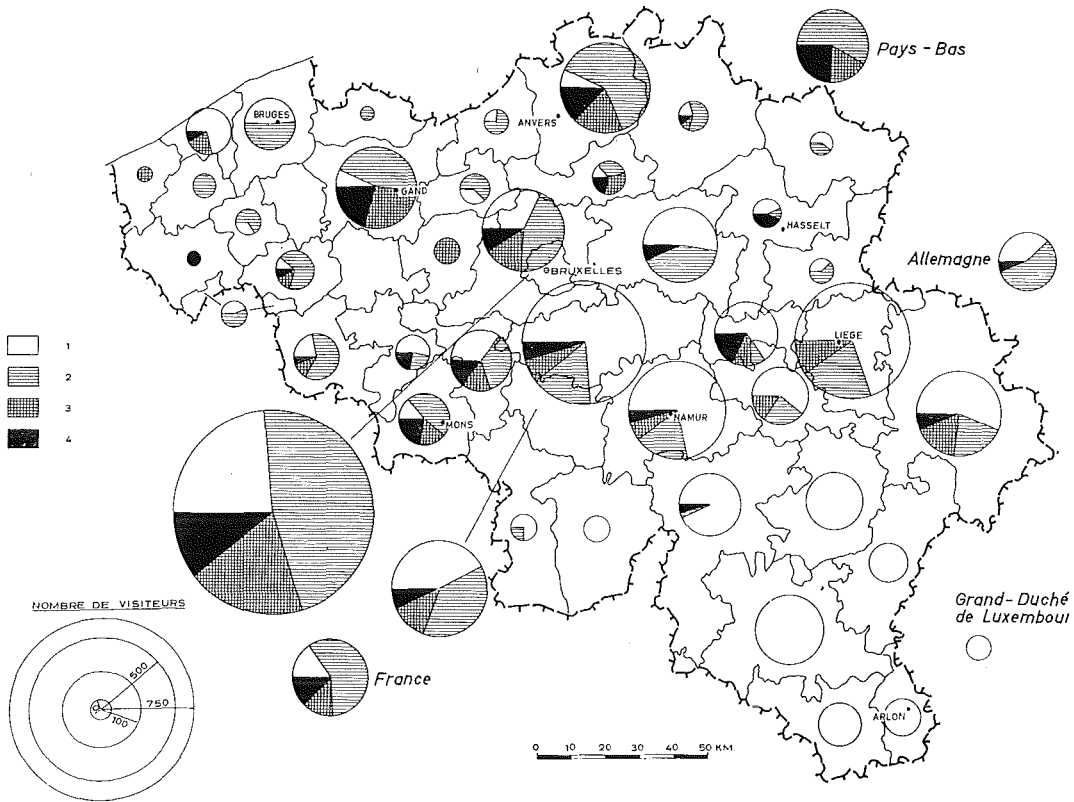 Pays - Bas
BRUGES
ANVERS
GAND
HASSELT
Allemagne
BRUXELLES
LIEGE
1
2
3
4
NAMUR
MONS
NOMBRE DE VISITEURS
500
750
100
France
Grand-Duché
de Luxembour
ARLON
0 10 20 30 40 50 KM.